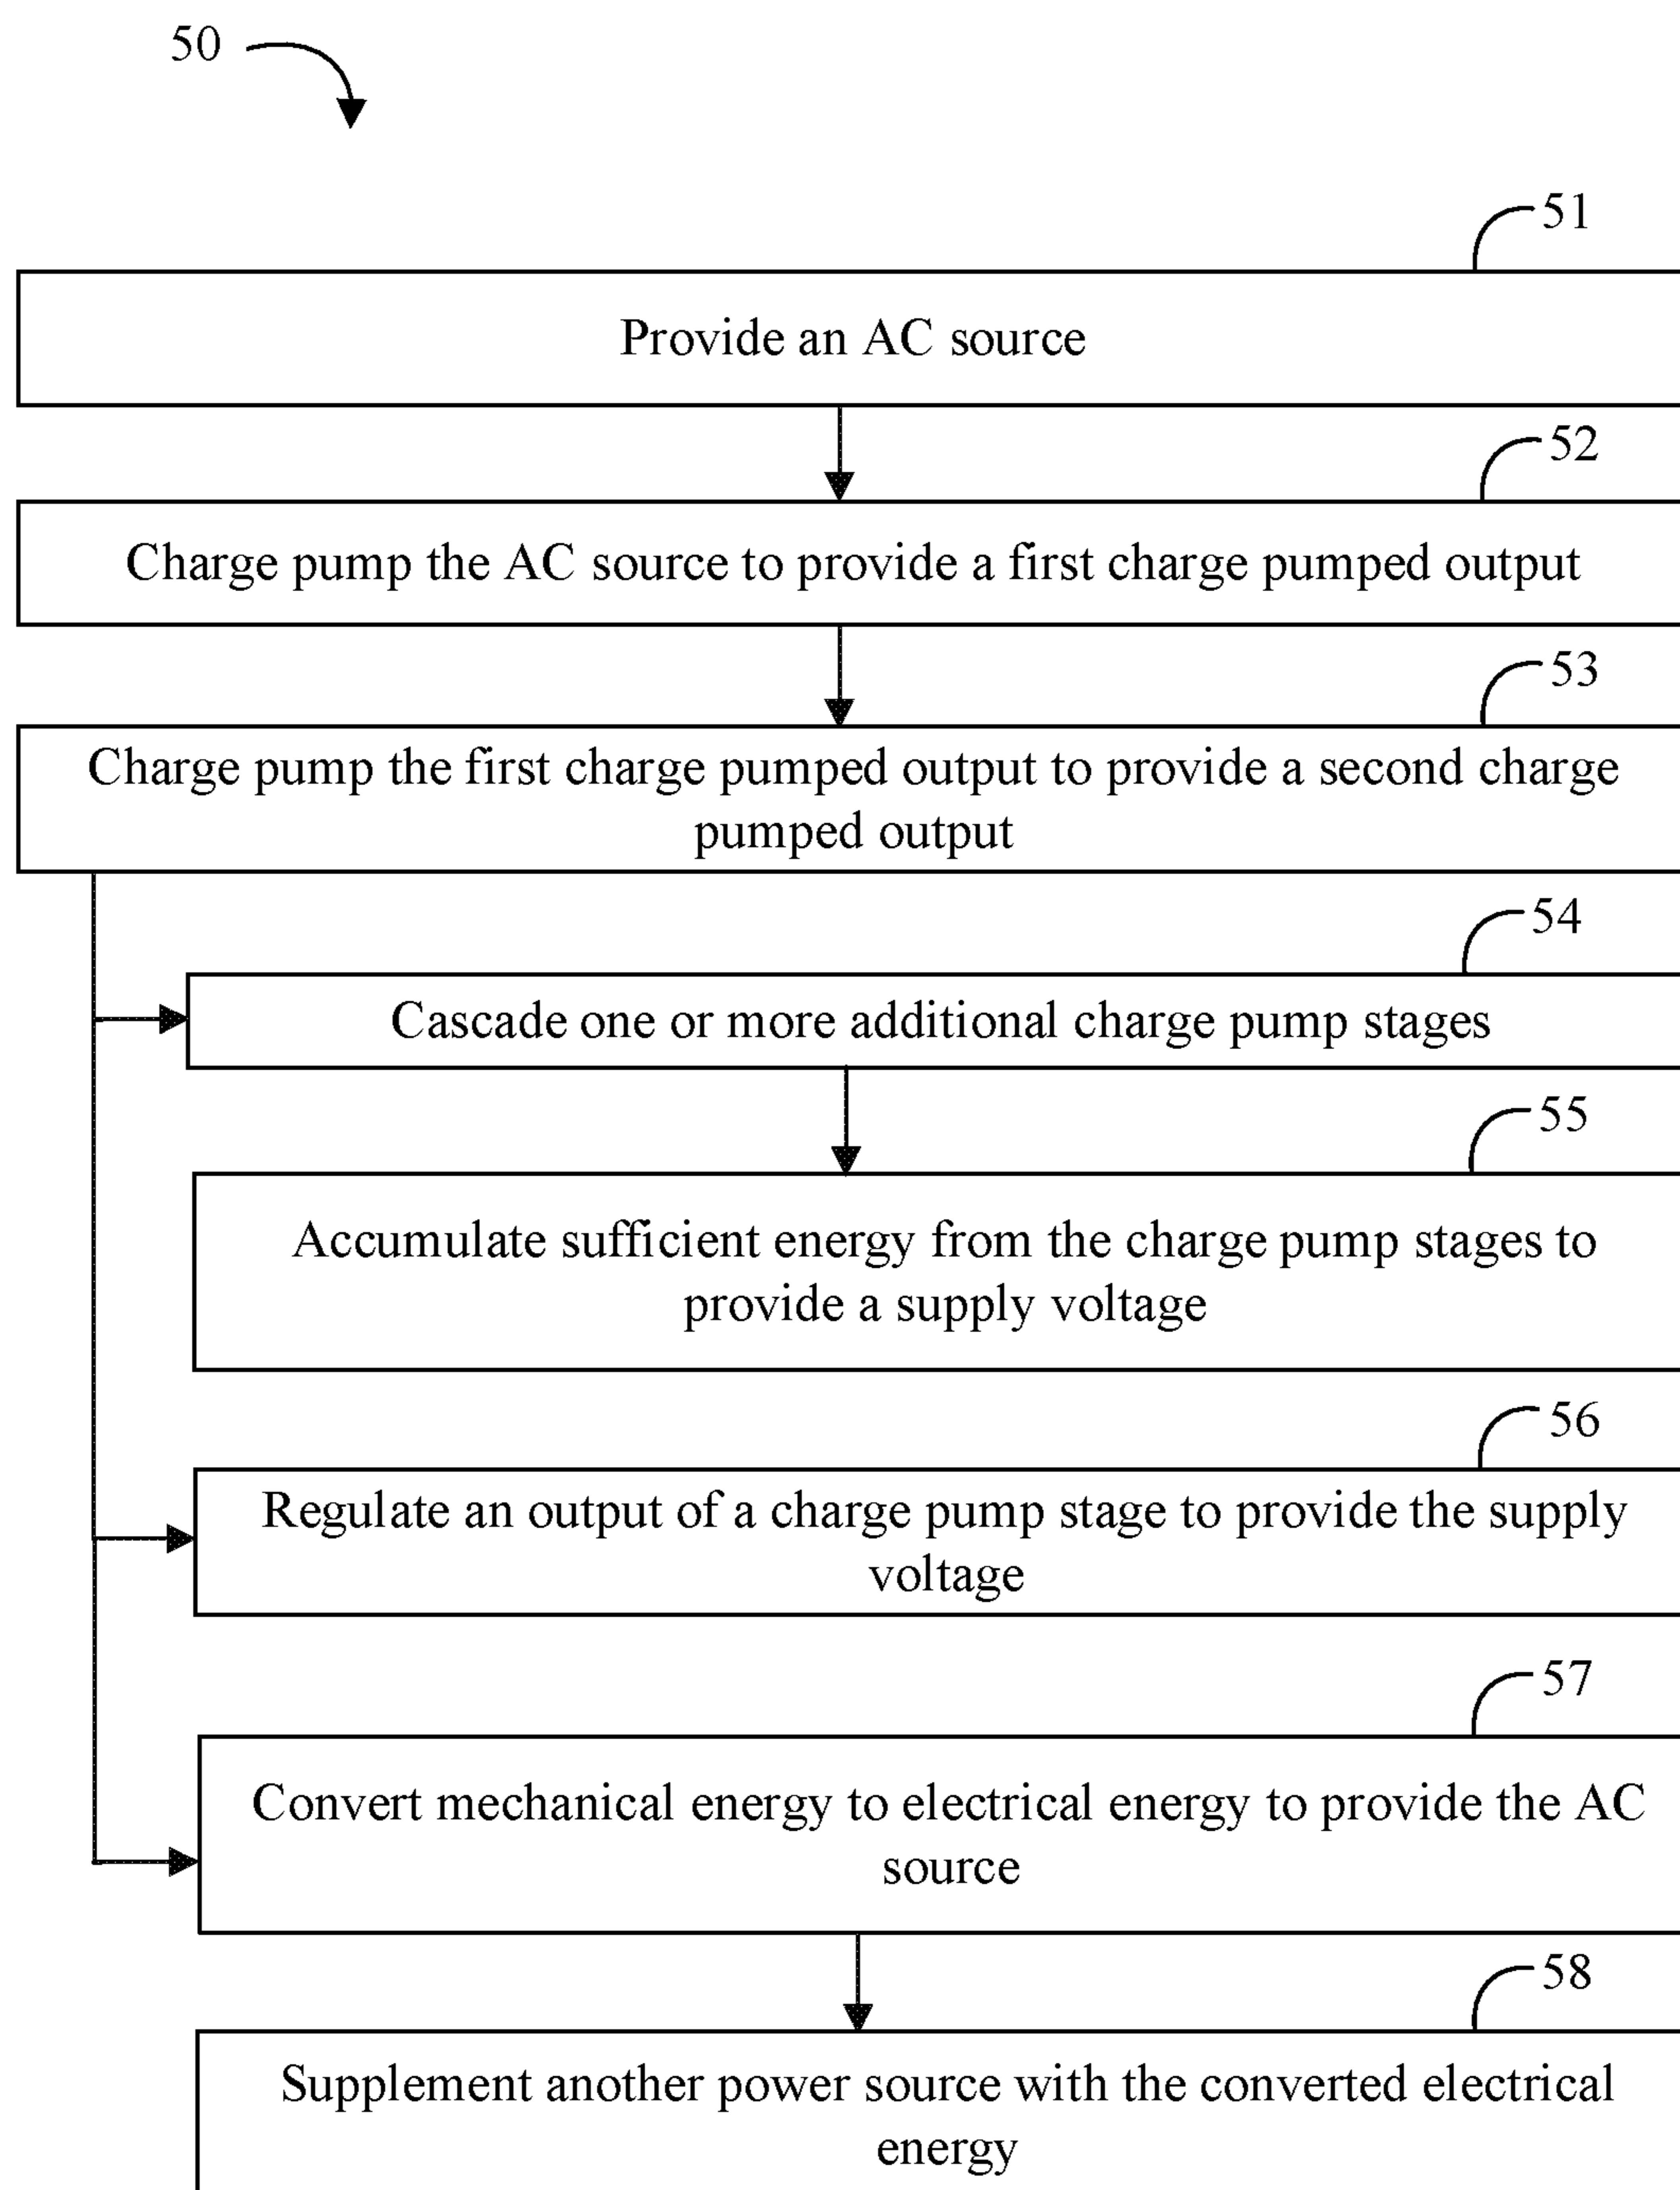 50
51
Provide an AC source
52
Charge pump the AC source to provide a first charge pumped output
53
Charge pump the first charge pumped output to provide a second charge
pumped output
54
Cascade one or more additional charge pump stages
55
Accumulate sufficient energy from the charge pump stages to
provide a supply voltage
56
Regulate an output of a charge pump stage to provide the supply
voltage
57
Convert mechanical energy to electrical energy to provide the AC
source
58
Supplement another power source with the converted electrical
energy